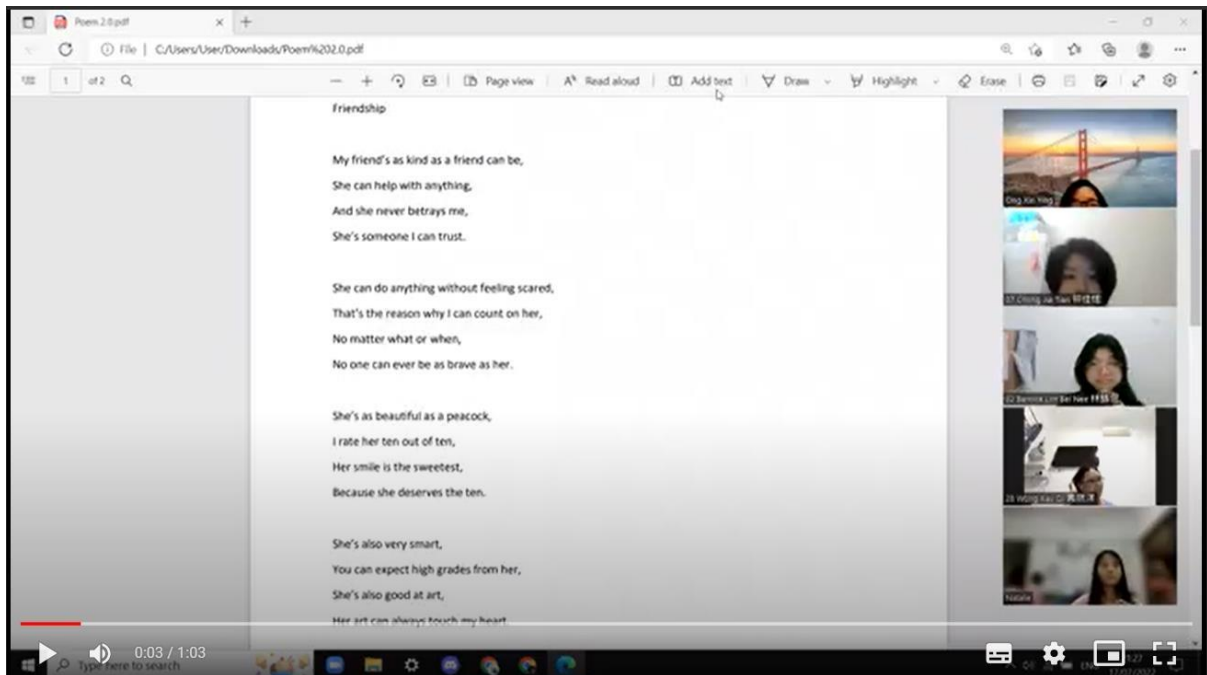 Poem 2.0.pdf
File | C:/Users/User/Downloads/Poem%202.0.pdf
1 of 2 Page view Read aloud Add text Draw Highlight Erase
Friendship
My friend's as kind as a friend can be,
She can help with anything,
And she never betrays me,
She's someone I can trust.
She can do anything without feeling scared,
That's the reason why I can count on her,
No matter what or when,
No one can ever be as brave as her.
She's as beautiful as a peacock,
I rate her ten out of ten,
Her smile is the sweetest,
Because she deserves the ten.
She's also very smart,
You can expect high grades from her,
She's also good at art,
Her art can always touch my heart.
Ong Xin Ying
Natalie
0:03 / 1:03
Type here to search